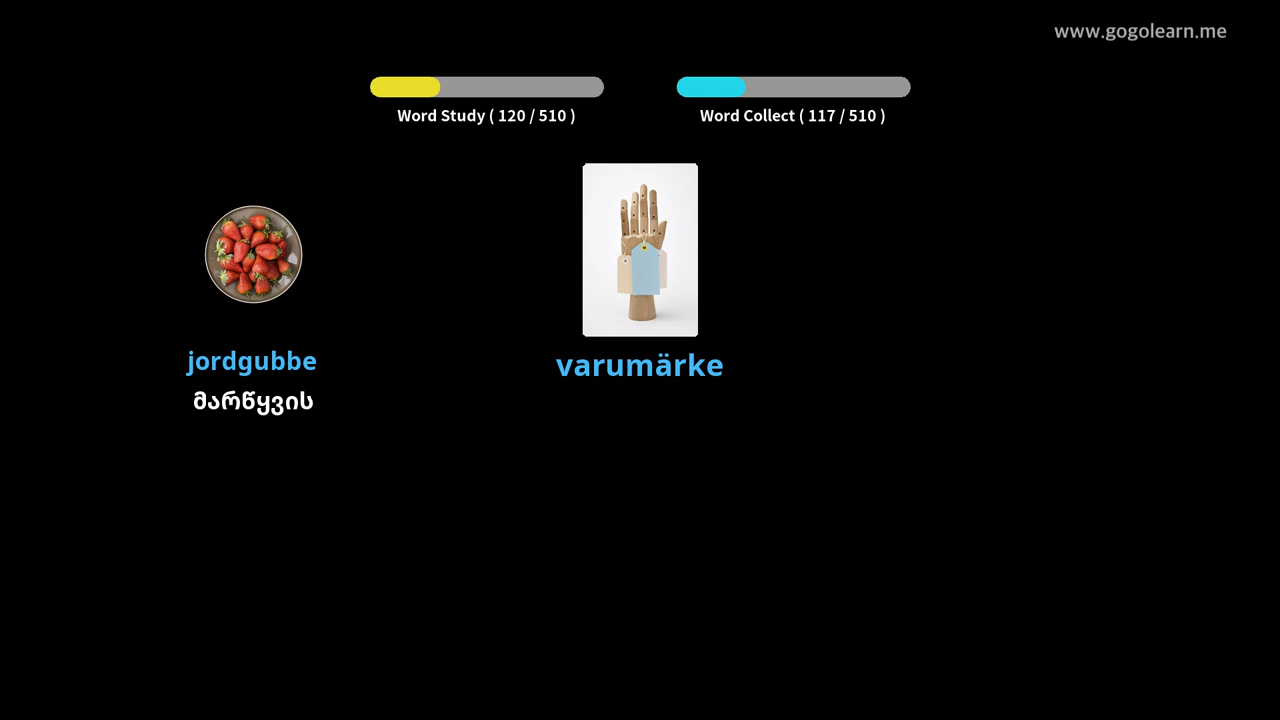 www.gogolearn.me
Word Study ( 120 / 510 )
Word Collect ( 117 / 510 )
jordgubbe
მარწყვის
varumärke